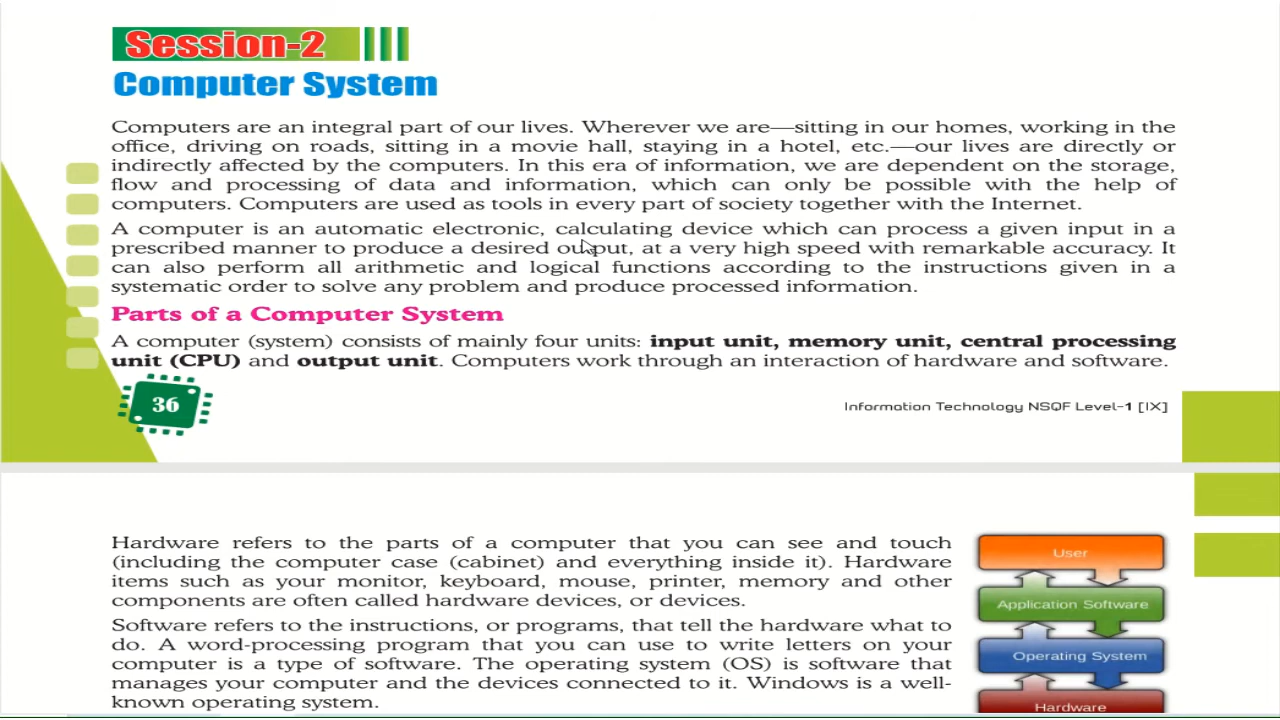 Session-2
Computer System
Computers are an integral part of our lives. Wherever we are—sitting in our homes, working in the
office, driving on roads, sitting in a movie hall, staying in a hotel, etc.—our lives are directly or
indirectly affected by the computers. In this era of information, we are dependent on the storage,
flow and processing of data and information, which can only be possible with the help of
computers. Computers are used as tools in every part of society together with the Internet.
A computer is an automatic electronic, calculating device which can process a given input in a
prescribed manner to produce a desired output, at a very high speed with remarkable accuracy. It
can also perform all arithmetic and logical functions according to the instructions given in a
systematic order to solve any problem and produce processed information.
Parts of a Computer System
A computer (system) consists of mainly four units: input unit, memory unit, central processing
unit (CPU) and output unit. Computers work through an interaction of hardware and software.
36
Information Technology NSQF Level-1 [IX]
Hardware refers to the parts of a computer that you can see and touch
(including the computer case (cabinet) and everything inside it). Hardware
items such as your monitor, keyboard, mouse, printer, memory and other
components are often called hardware devices, or devices.
Software refers to the instructions, or programs, that tell the hardware what to
do. A word-processing program that you can use to write letters on your
computer is a type of software. The operating system (OS) is software that
manages your computer and the devices connected to it. Windows is a well-
known operating system.
User
Application Software
Operating System
Hardware